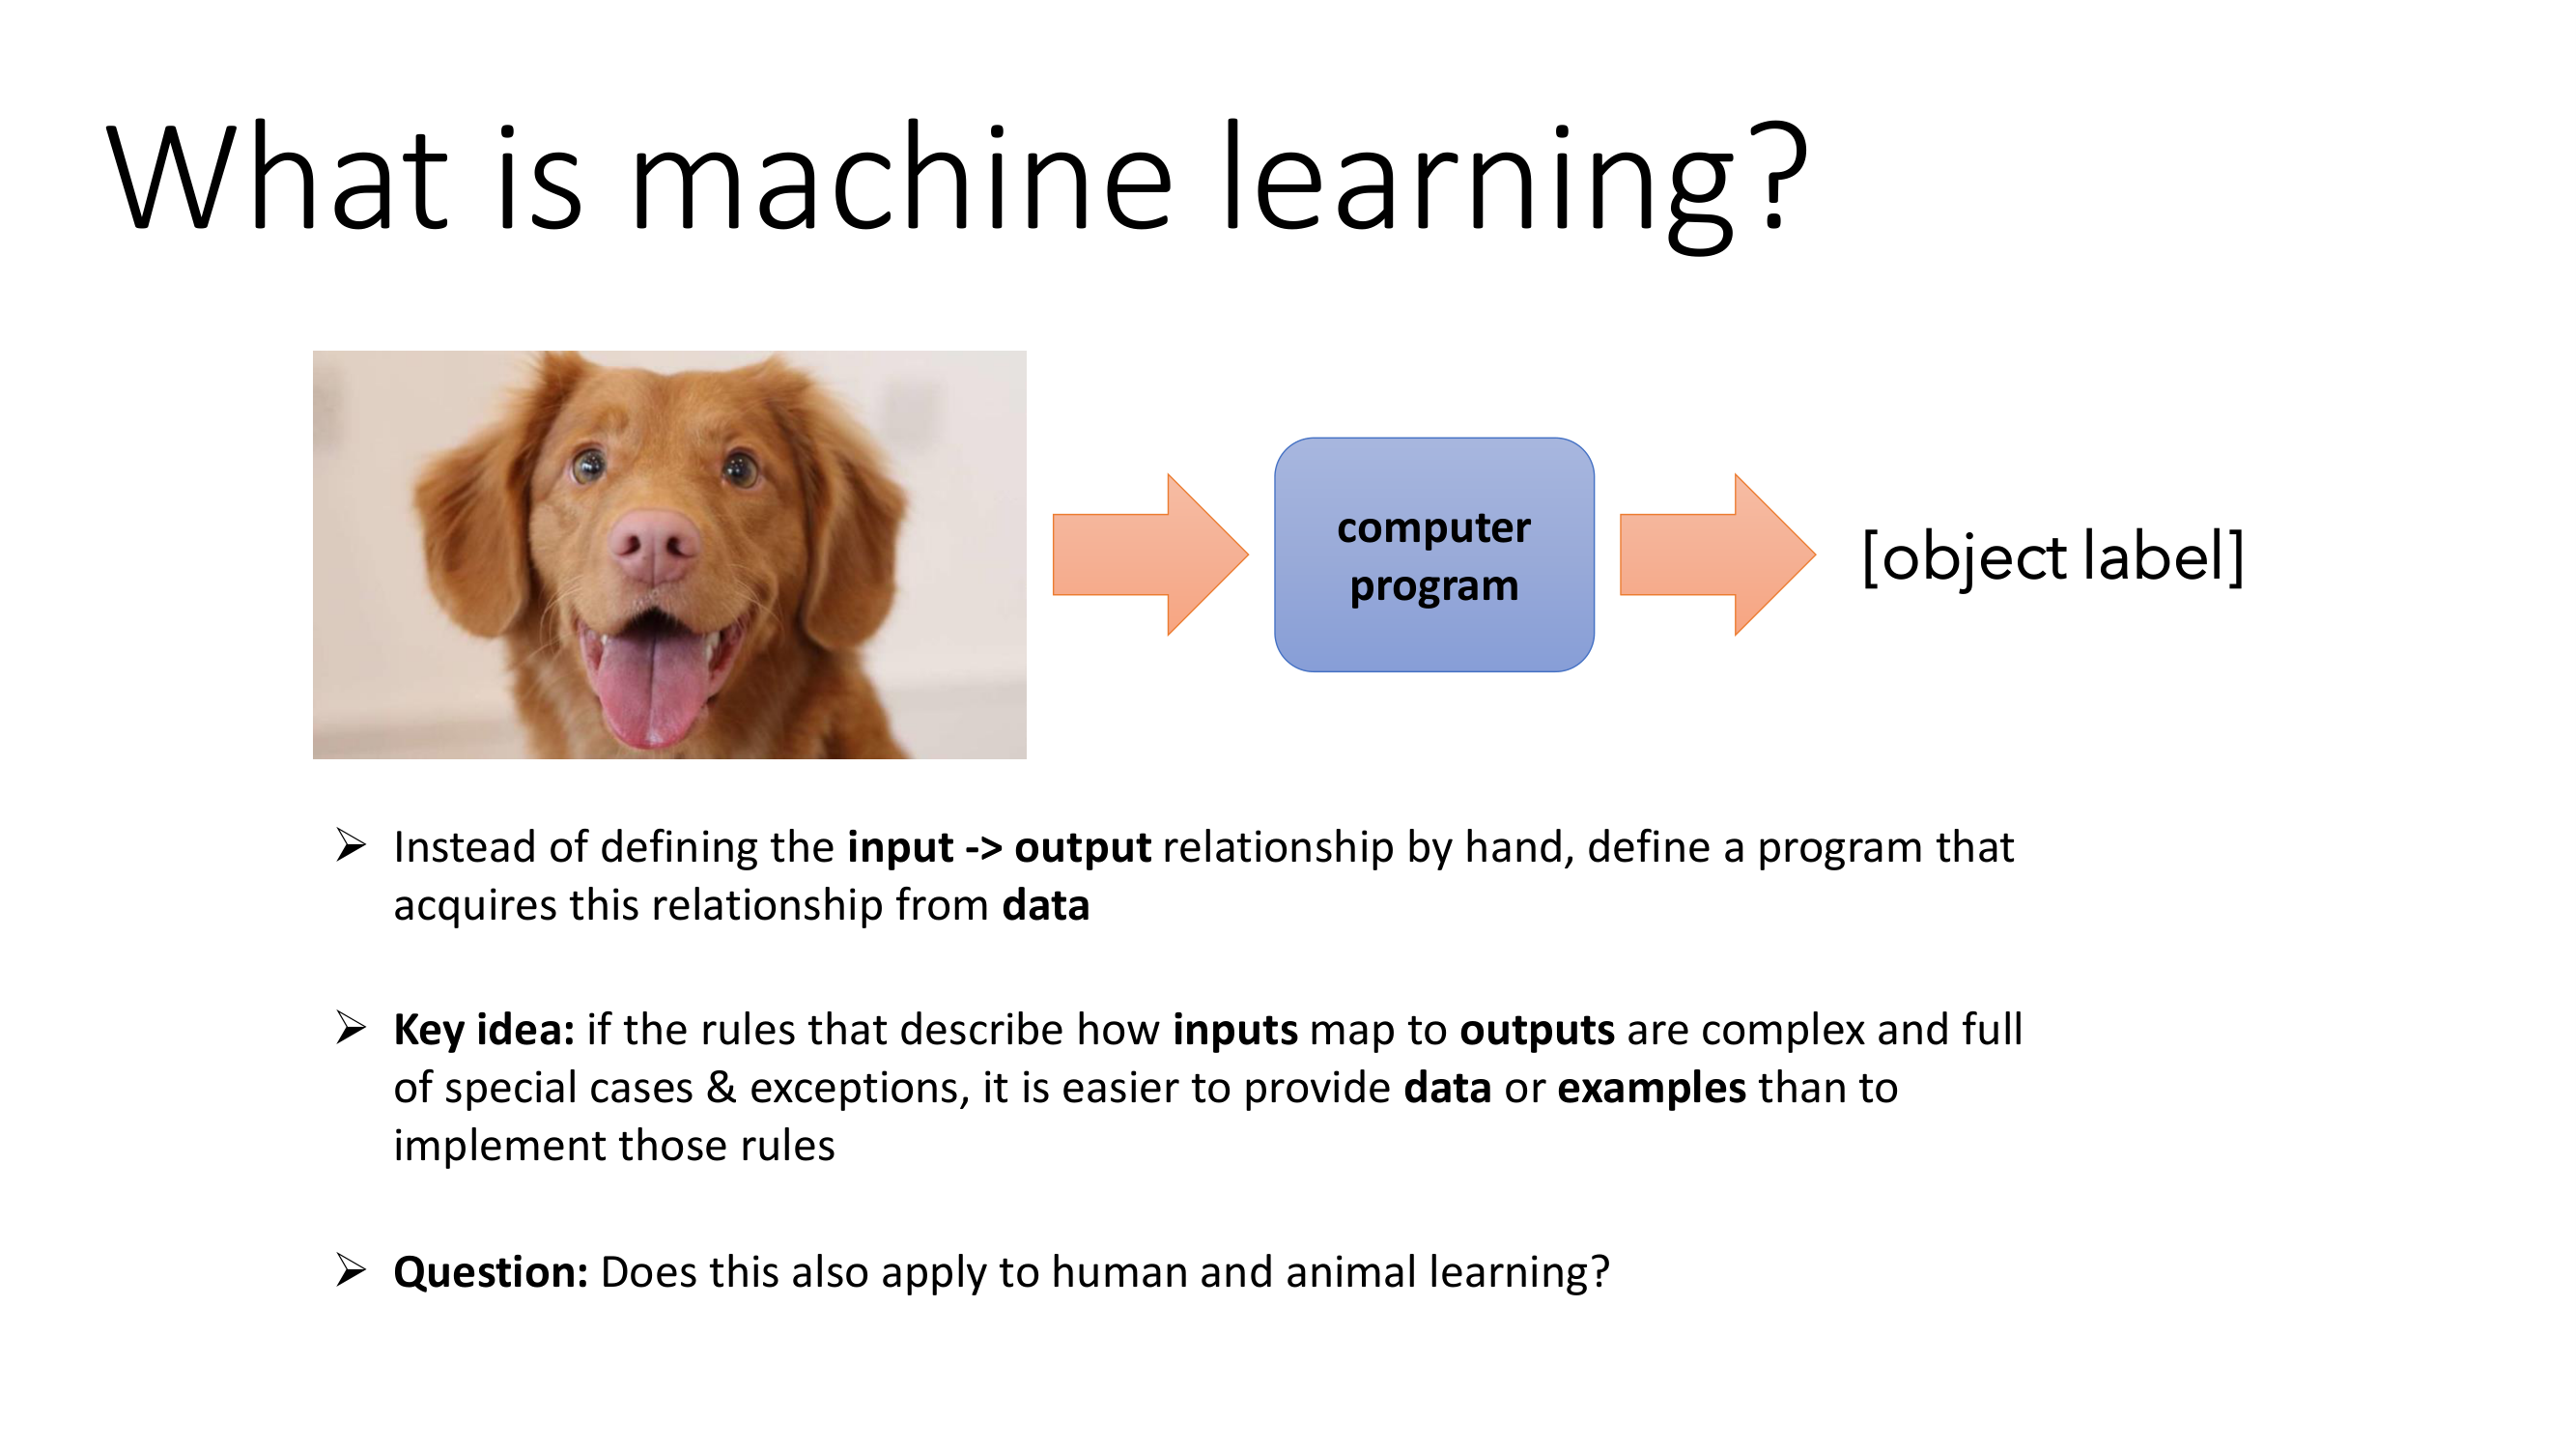 What is machine learning?
computer
program
[object label]
➢ Instead of defining the input -> output relationship by hand, define a program that
acquires this relationship from data
➢ Key idea: if the rules that describe how inputs map to outputs are complex and full
of special cases & exceptions, it is easier to provide data or examples than to
implement those rules
➢ Question: Does this also apply to human and animal learning?